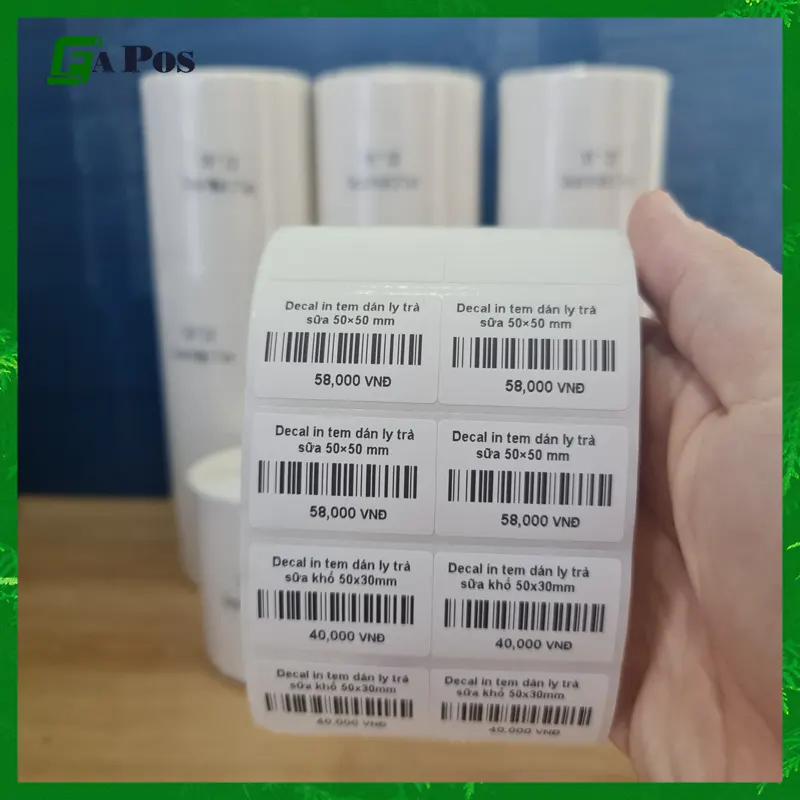 GA POS
Decal in tem dán ly trà
sữa 50×50 mm
58,000 VNĐ
Decal in tem dán ly trà
sữa 50×50 mm
58,000 VNĐ
Decal in tem dán ly trà
sữa 50×50 mm
58,000 VNĐ
Decal in tem dán ly trà
sữa 50×50 mm
58,000 VNĐ
Decal in tem dán ly trà
sữa khổ 50x30mm
40,000 VNĐ
Decal in tem dán ly trà
sữa khổ 50x30mm
40,000 VNĐ
Decal in tem dán ly trà
sữa khổ 50x30mm
40,000 VNĐ
Decal in tem dán ly trà
sữa khổ 50x30mm
40,000 VNĐ